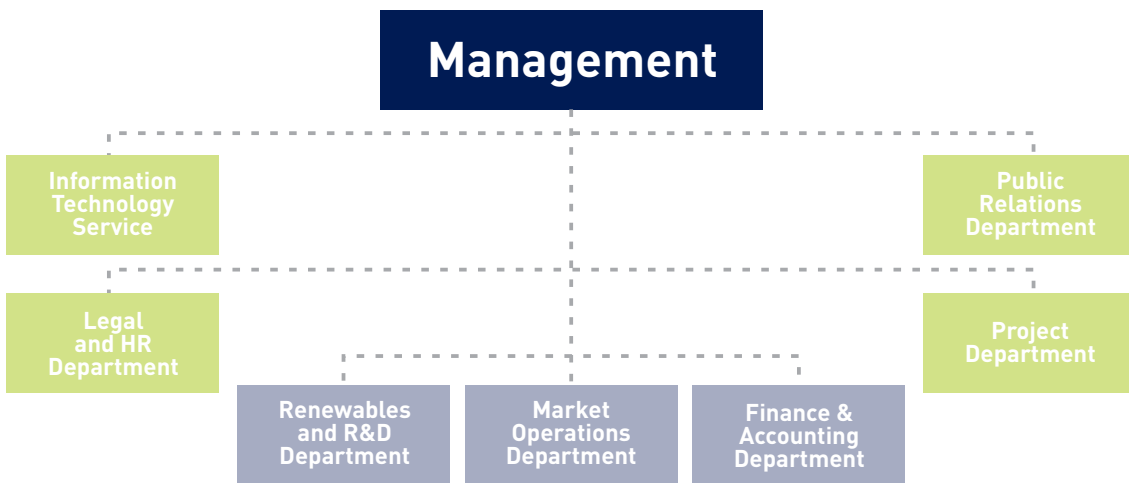 Management
Information
Technology
Service
Public
Relations
Department
Legal
and HR
Department
Project
Department
Renewables
and R&D
Department
Market
Operations
Department
Finance &
Accounting
Department